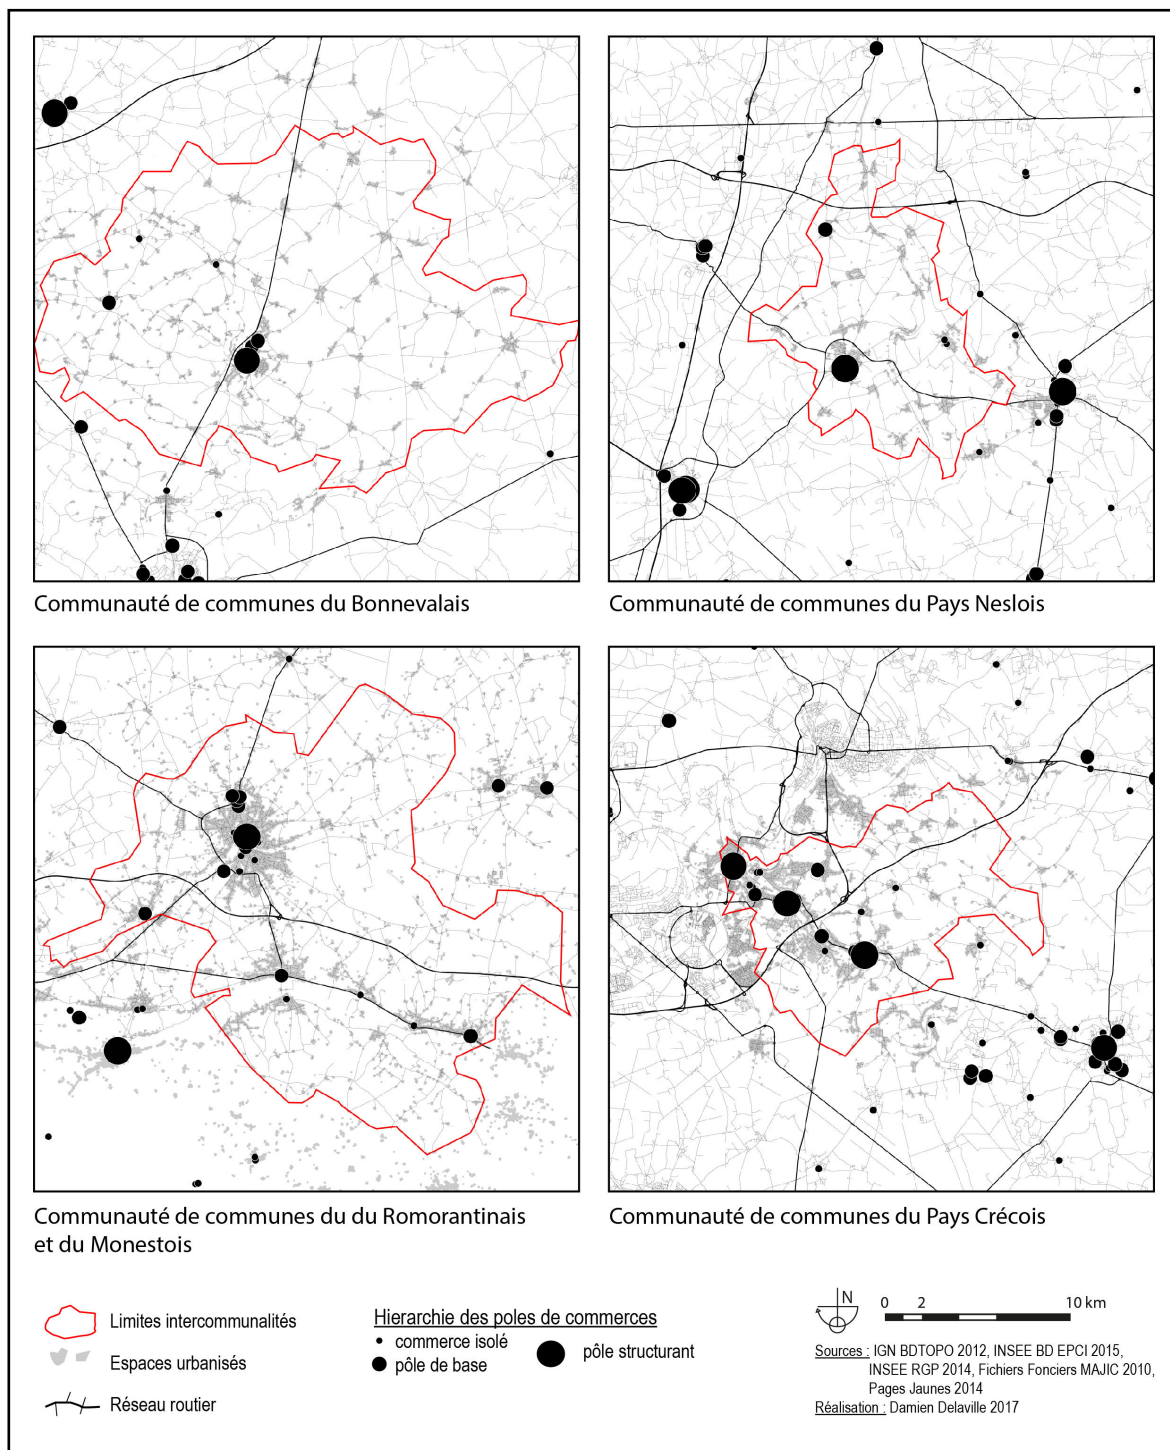 Communauté de communes du Bonnevalais
Communauté de communes du Pays Neslois
Communauté de communes du du Romorantinais
et du Monestois
Communauté de communes du Pays Crécois
Limites intercommunalités
Espaces urbanisés
Réseau routier
Hierarchie des poles de commerces
commerce isolé
pôle de base
pôle structurant
N
0 2 10 km
Sources : IGN BDTOPO 2012, INSEE BD EPCI 2015,
INSEE RGP 2014, Fichiers Fonciers MAJIC 2010,
Pages Jaunes 2014
Réalisation : Damien Delaville 2017